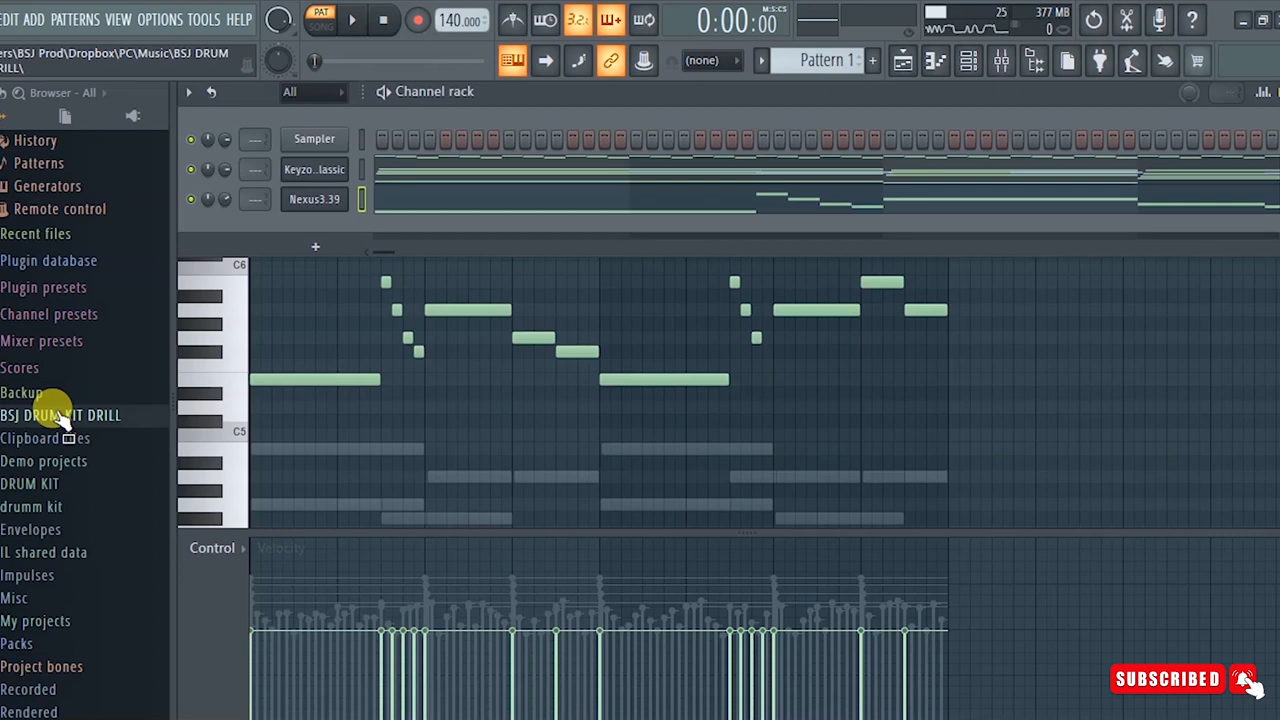 EDIT ADD PATTERNS VIEW OPTIONS TOOLS HELP
PAT
SONG
140.000
3.2:
0:00:00
M:S:CS
25
377 MB
0
ers\BSJ Prod\Dropbox\PC\Music\BSJ DRUM
RILL\
(none)
Pattern 1
Browser - All
All
Channel rack
History
Patterns
Generators
Remote control
Recent files
Plugin database
Plugin presets
Channel presets
Mixer presets
Scores
Backup
BSJ DRUM KIT DRILL
Clipboard files
Demo projects
DRUM KIT
drumm kit
Envelopes
IL shared data
Impulses
Misc
My projects
Packs
Project bones
Recorded
Rendered
Sampler
Keyzo..lassic
Nexus3.39
+
C6
C5
Control
Velocity
SUBSCRIBED